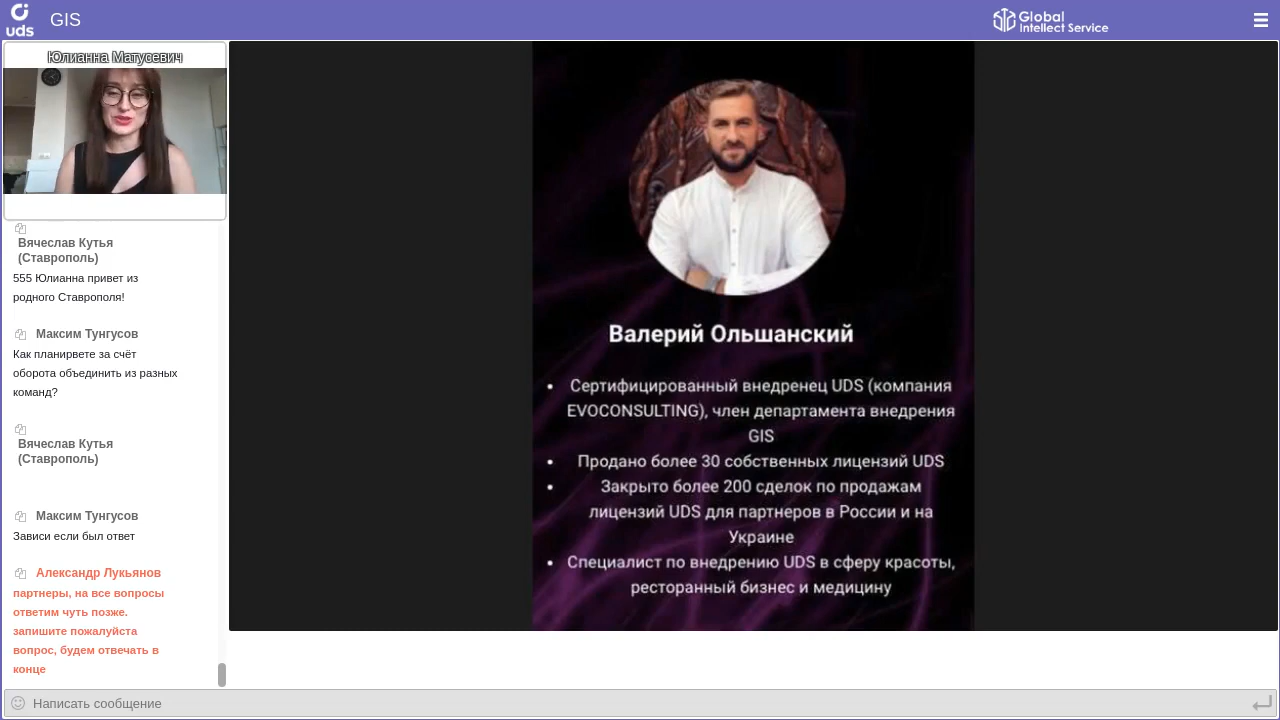 uds
GIS
Global
Intellect Service
Юлианна Матусевич
Вячеслав Кутья
(Ставрополь)
555 Юлианна привет из
родного Ставрополя!
Максим Тунгусов
Как планирвете за счёт
оборота объединить из разных
команд?
Вячеслав Кутья
(Ставрополь)
Максим Тунгусов
Зависи если был ответ
Александр Лукьянов
партнеры, на все вопросы
ответим чуть позже.
запишите пожалуйста
вопрос, будем отвечать в
конце
Написать сообщение
Валерий Ольшанский
• Сертифицированный внедренец UDS (компания
EVOCONSULTING), член департамента внедрения
GIS
• Продано более 30 собственных лицензий UDS
• Закрыто более 200 сделок по продажам
лицензий UDS для партнеров в России и на
Украине
• Специалист по внедрению UDS в сферу красоты,
ресторанный бизнес и медицину